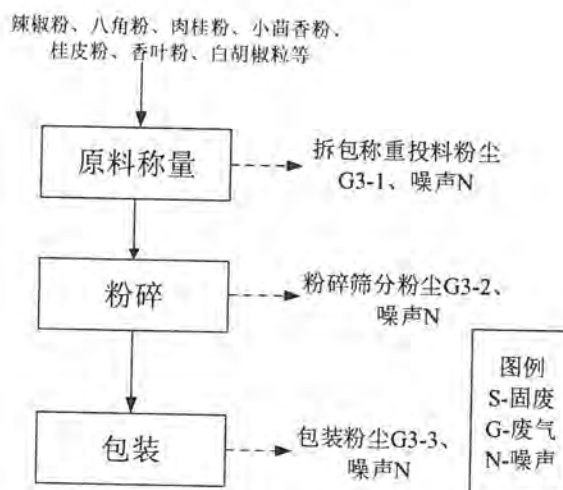 辣椒粉、八角粉、肉桂粉、小茴香粉、
桂皮粉、香叶粉、白胡椒粒等
原料称量
拆包称重投料粉尘
G3-1、噪声N
粉碎
粉碎筛分粉尘G3-2、
噪声N
包装
包装粉尘G3-3、
噪声N
图例
S-固废
G-废气
N-噪声